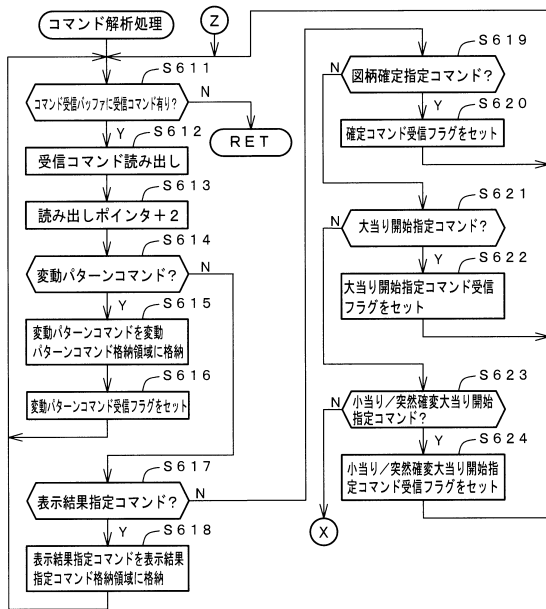 コマンド解析処理
Z
S611
コマンド受信バッファに受信コマンド有り?
N
RET
Y
S612
受信コマンド読み出し
S613
読み出しポインタ+2
S614
変動パターンコマンド?
N
Y
S615
変動パターンコマンドを変動
パターンコマンド格納領域に格納
S616
変動パターンコマンド受信フラグをセット
S617
表示結果指定コマンド?
N
Y
S618
表示結果指定コマンドを表示結果
指定コマンド格納領域に格納
S619
N
図柄確定指定コマンド?
Y
S620
確定コマンド受信フラグをセット
S621
N
大当り開始指定コマンド?
Y
S622
大当り開始指定コマンド受信
フラグをセット
S623
N
小当り/突然確変大当り開始
指定コマンド?
Y
S624
小当り/突然確変大当り開始指
定コマンド受信フラグをセット
X